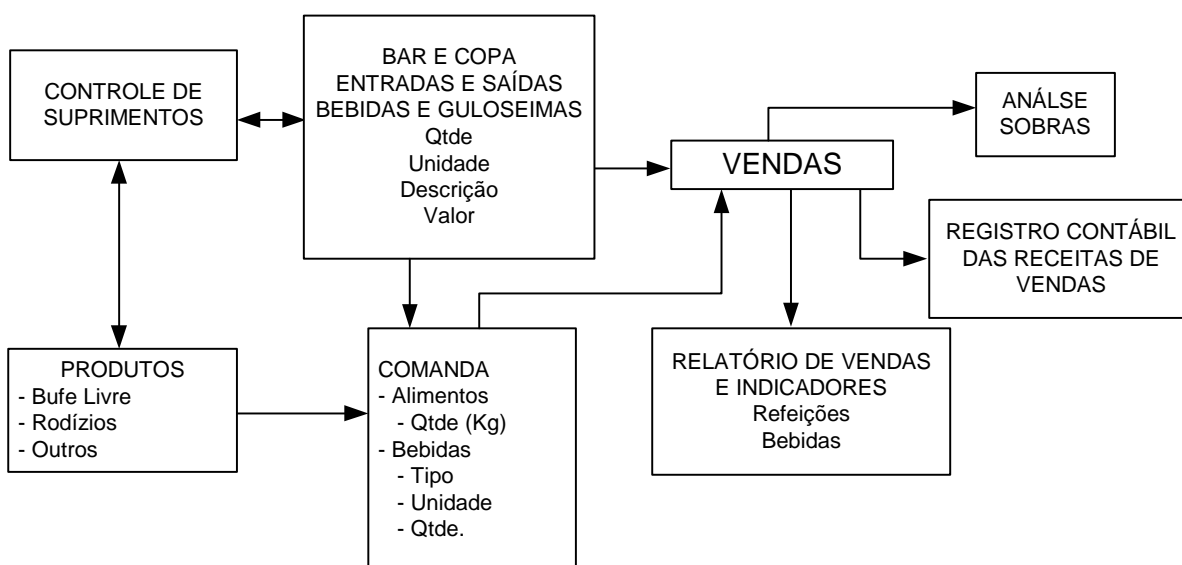 CONTROLE DE
SUPRIMENTOS
BAR E COPA
ENTRADAS E SAÍDAS
BEBIDAS E GULOSEIMAS
Qtde
Unidade
Descrição
Valor
VENDAS
ANÁLSE
SOBRAS
REGISTRO CONTÁBIL
DAS RECEITAS DE
VENDAS
PRODUTOS
- Bufe Livre
- Rodízios
- Outros
COMANDA
- Alimentos
- Qtde (Kg)
- Bebidas
- Tipo
- Unidade
- Qtde.
RELATÓRIO DE VENDAS
E INDICADORES
Refeições
Bebidas